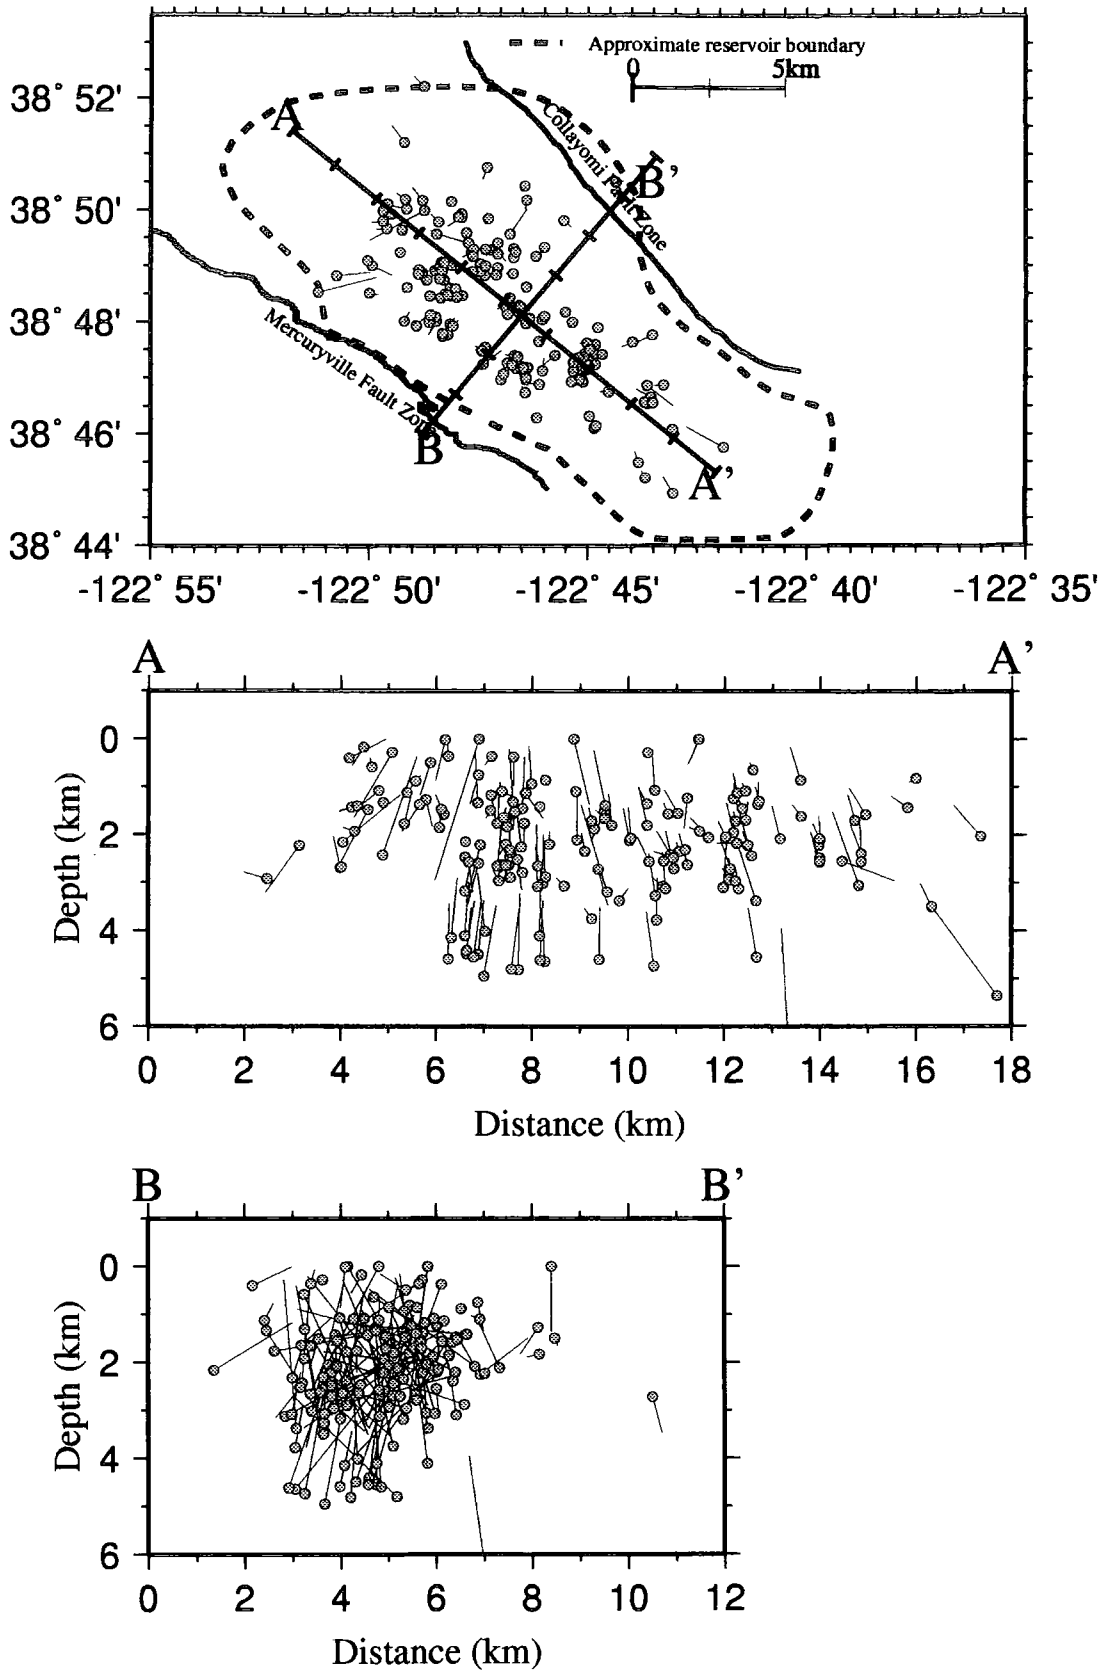 Approximate reservoir boundary
0 5km
38° 52'
38° 50'
38° 48'
38° 46'
38° 44'
A
B'
Collayomi Fault Zone
Mercuryville Fault Zone
B
A'
-122° 55' -122° 50' -122° 45' -122° 40' -122° 35'
A A'
Depth (km)
0
2
4
6
0 2 4 6 8 10 12 14 16 18
Distance (km)
B B'
Depth (km)
0
2
4
6
0 2 4 6 8 10 12
Distance (km)